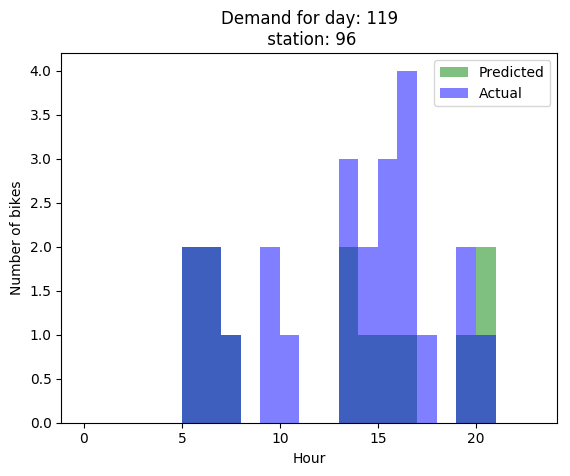 Demand for day: 119
station: 96
Predicted
Actual
4.0
3.5
3.0
2.5
2.0
1.5
1.0
0.5
0.0
Number of bikes
0 5 10 15 20
Hour